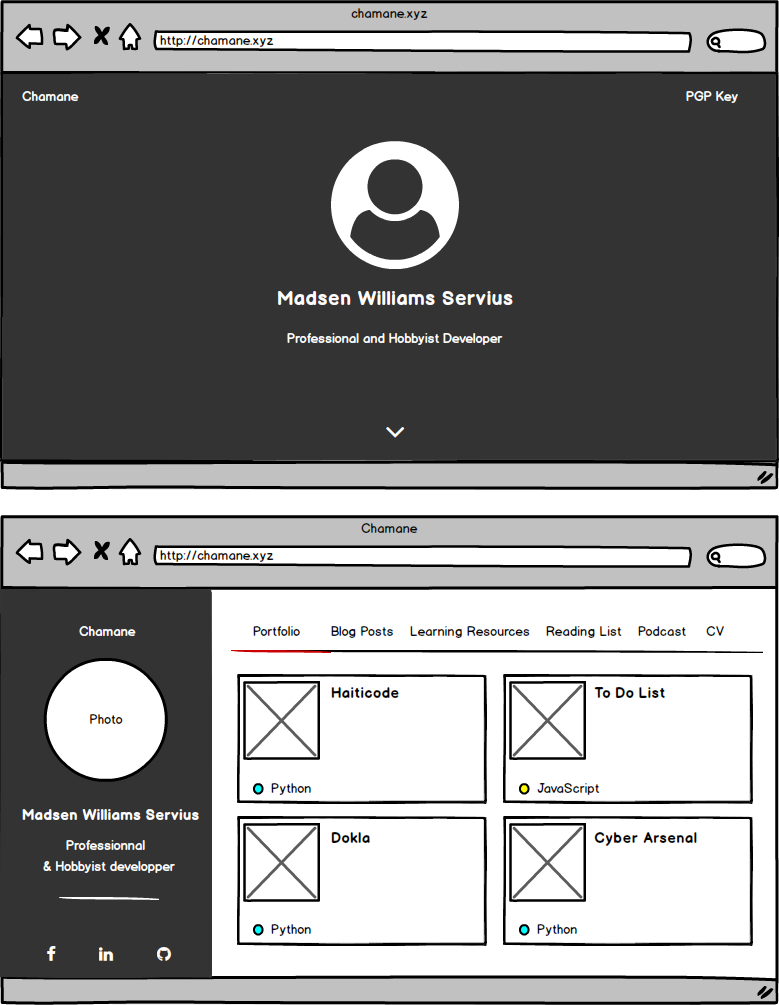 chamane.xyz
http://chamane.xyz
Chamane PGP Key
Madsen Williams Servius
Professional and Hobbyist Developer
Chamane
http://chamane.xyz
Chamane
Photo
Madsen Williams Servius
Professionnal
& Hobbyist developper
Portfolio Blog Posts Learning Resources Reading List Podcast CV
Haiticode
Python
To Do List
JavaScript
Dokla
Python
Cyber Arsenal
Python